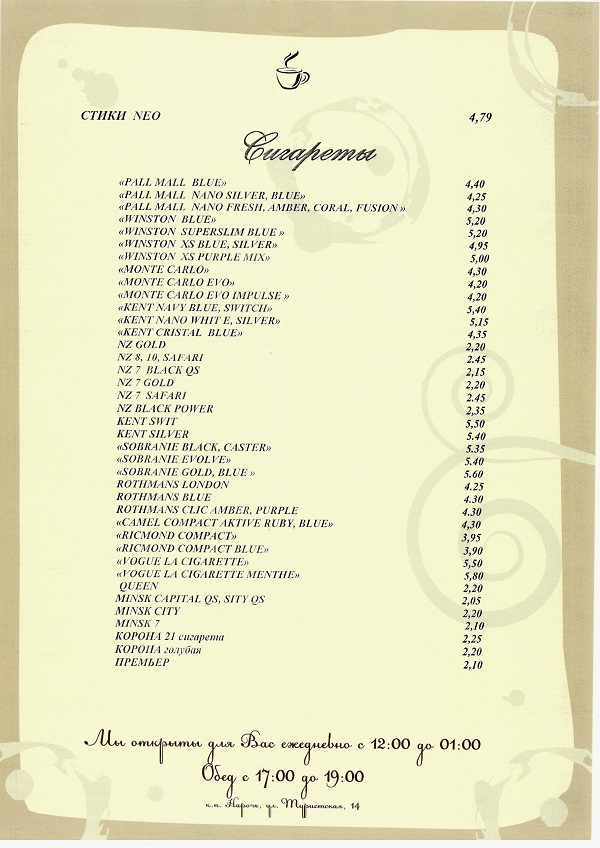 СТИКИ NEO 4,79
Сигареты
«PALL MALL BLUE» 4,40
«PALL MALL NANO SILVER, BLUE» 4,25
«PALL MALL NANO FRESH, AMBER, CORAL, FUSION » 4,30
«WINSTON BLUE» 5,20
«WINSTON SUPERSLIM BLUE » 5,20
«WINSTON XS BLUE, SILVER» 4,95
«WINSTON XS PURPLE MIX» 5,00
«MONTE CARLO» 4,30
«MONTE CARLO EVO» 4,20
«MONTE CARLO EVO IMPULSE » 4,20
«KENT NAVY BLUE, SWITCH» 5,40
«KENT NANO WHIT E, SILVER» 5,15
«KENT CRISTAL BLUE» 4,35
NZ GOLD 2,20
NZ 8, 10, SAFARI 2.45
NZ 7 BLACK QS 2,15
NZ 7 GOLD 2,20
NZ 7 SAFARI 2.45
NZ BLACK POWER 2,35
KENT SWIT 5,50
KENT SILVER 5.40
«SOBRANIE BLACK, CASTER» 5.35
«SOBRANIE EVOLVE» 5.40
«SOBRANIE GOLD, BLUE » 5.60
ROTHMANS LONDON 4.25
ROTHMANS BLUE 4.30
ROTHMANS CLIC AMBER, PURPLE 4.30
«CAMEL COMPACT AKTIVE RUBY, BLUE» 4,30
«RICMOND COMPACT» 3,95
«RICMOND COMPACT BLUE» 3,90
«VOGUE LA CIGARETTE» 5,50
«VOGUE LA CIGARETTE MENTHE» 5,80
QUEEN 2,20
MINSK CAPITAL QS, SITY QS 2,05
MINSK CITY 2,20
MINSK 7 2,10
КОРОНА 21 сигарета 2,25
КОРОНА голубая 2,20
ПРЕМЬЕР 2,10
Мы открыты для Вас ежедневно с 12:00 до 01:00
Обед с 17:00 до 19:00
к.п. Нарочь, ул. Туристская, 14